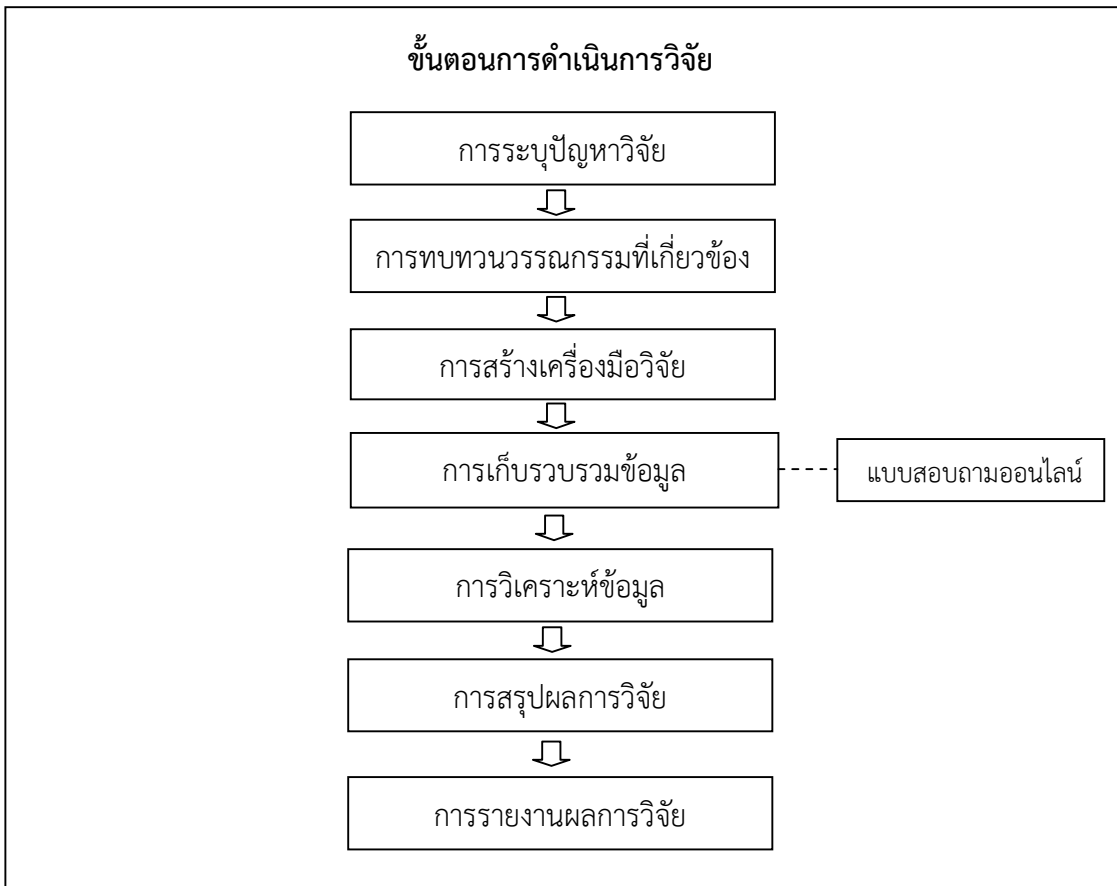 ขั้นตอนการดำเนินการวิจัย
การระบุปัญหาวิจัย
การทบทวนวรรณกรรมที่เกี่ยวข้อง
การสร้างเครื่องมือวิจัย
การเก็บรวบรวมข้อมูล
แบบสอบถามออนไลน์
การวิเคราะห์ข้อมูล
การสรุปผลการวิจัย
การรายงานผลการวิจัย